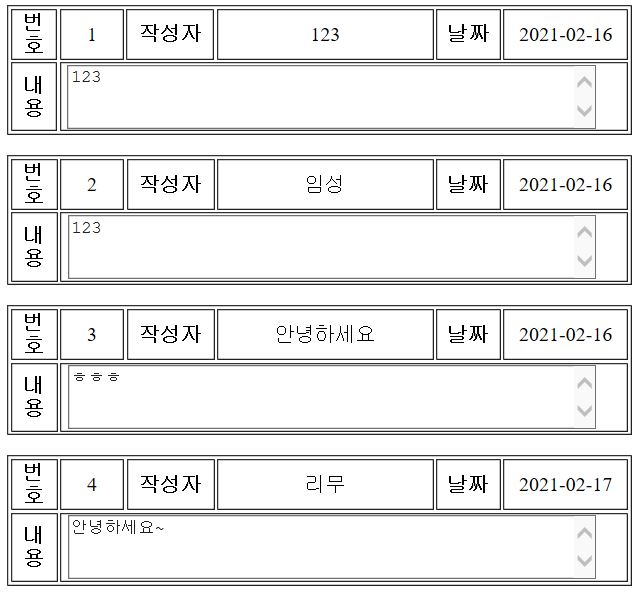 번호 1 작성자 123 날짜 2021-02-16
내용 123
번호 2 작성자 임성 날짜 2021-02-16
내용 123
번호 3 작성자 안녕하세요 날짜 2021-02-16
내용 ㅎㅎㅎ
번호 4 작성자 리무 날짜 2021-02-17
내용 안녕하세요~